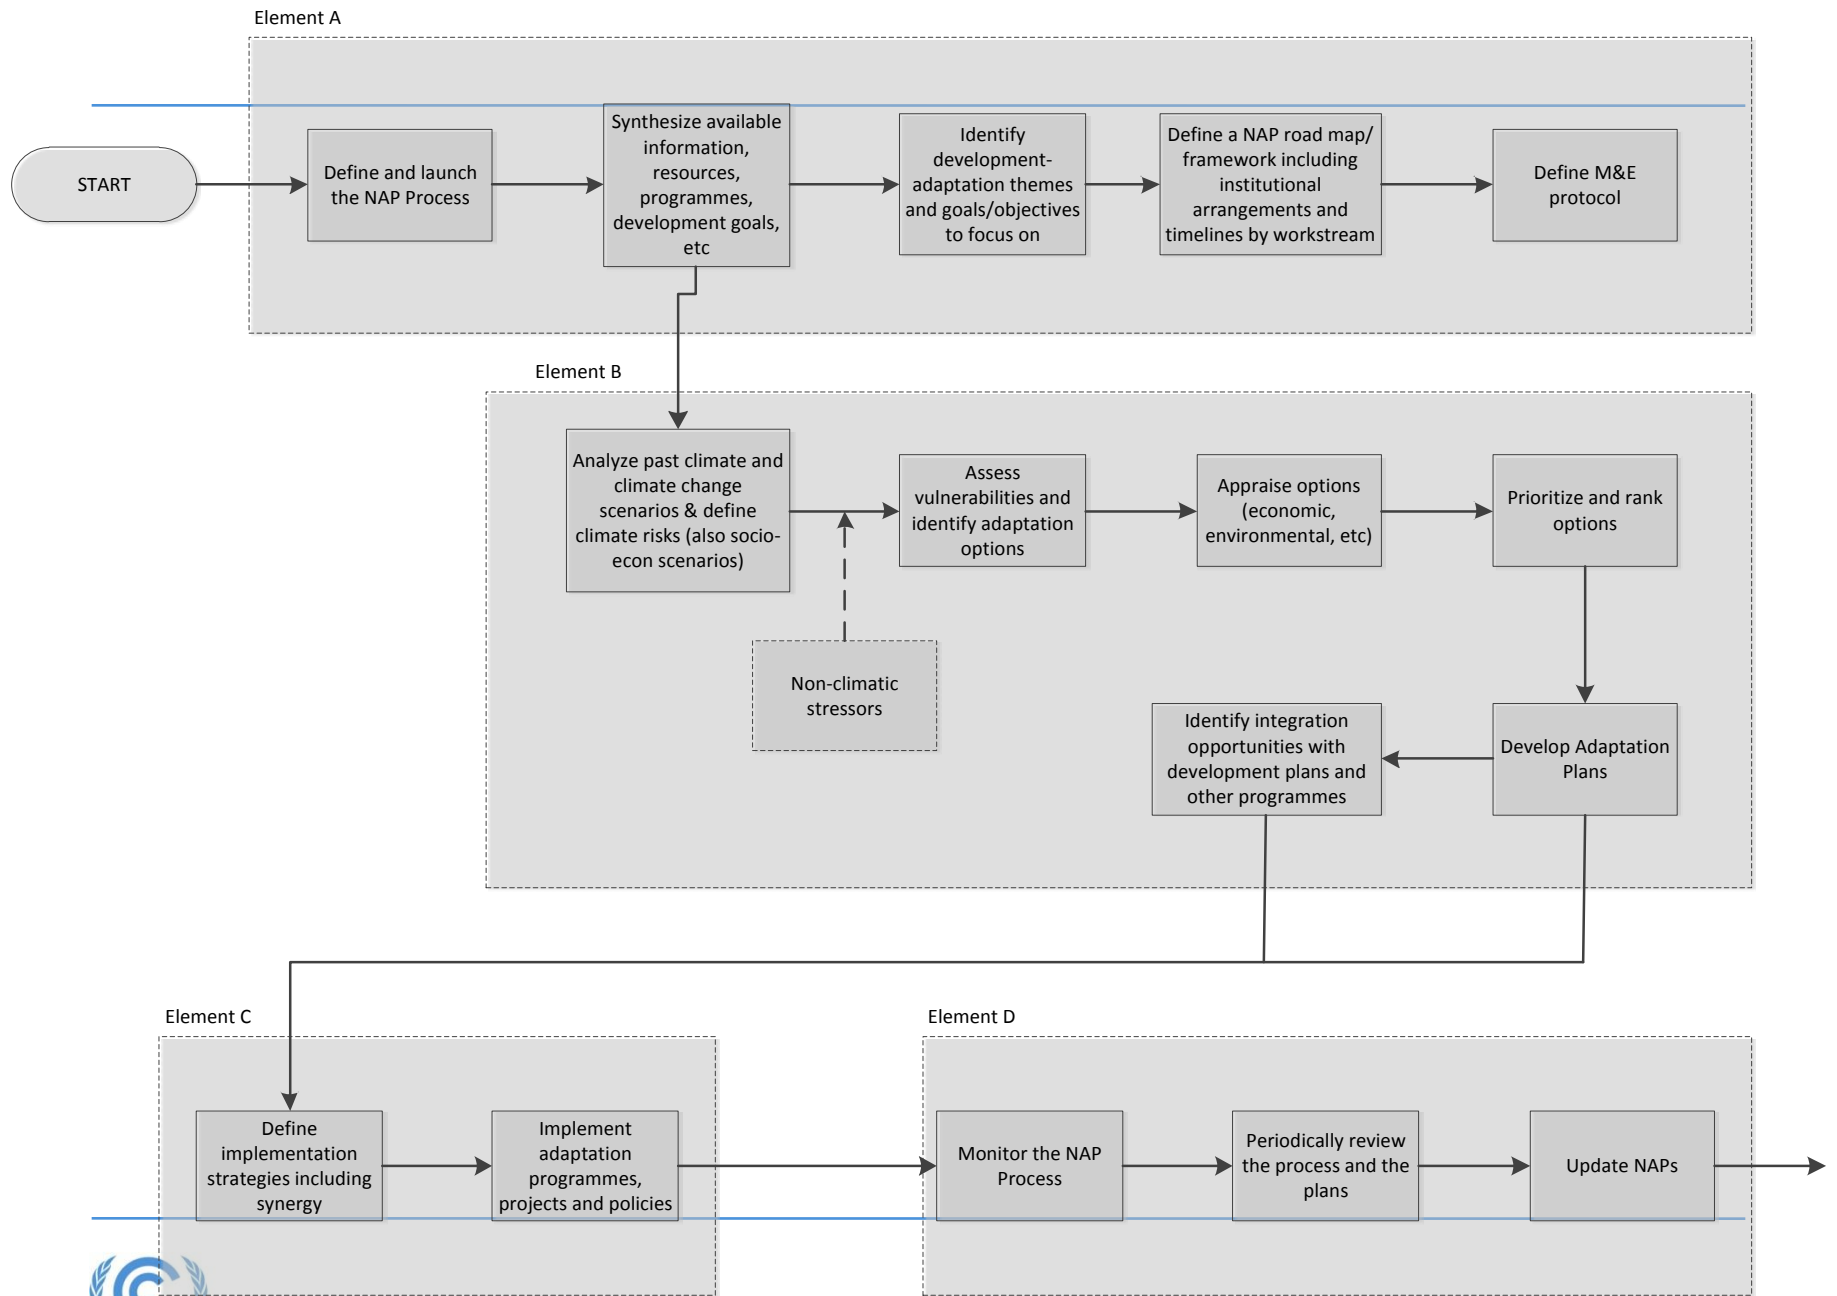 Element A
START
Define and launch
the NAP Process
Synthesize available
information,
resources,
programmes,
development goals,
etc
Identify
development-
adaptation themes
and goals/objectives
to focus on
Define a NAP road map/
framework including
institutional
arrangements and
timelines by workstream
Define M&E
protocol
Element B
Analyze past climate and
climate change
scenarios & define
climate risks (also socio-
econ scenarios)
Assess
vulnerabilities and
identify adaptation
options
Appraise options
(economic,
environmental, etc)
Prioritize and rank
options
Non-climatic
stressors
Identify integration
opportunities with
development plans and
other programmes
Develop Adaptation
Plans
Element C
Define
implementation
strategies including
synergy
Implement
adaptation
programmes,
projects and policies
Element D
Monitor the NAP
Process
Periodically review
the process and the
plans
Update NAPs